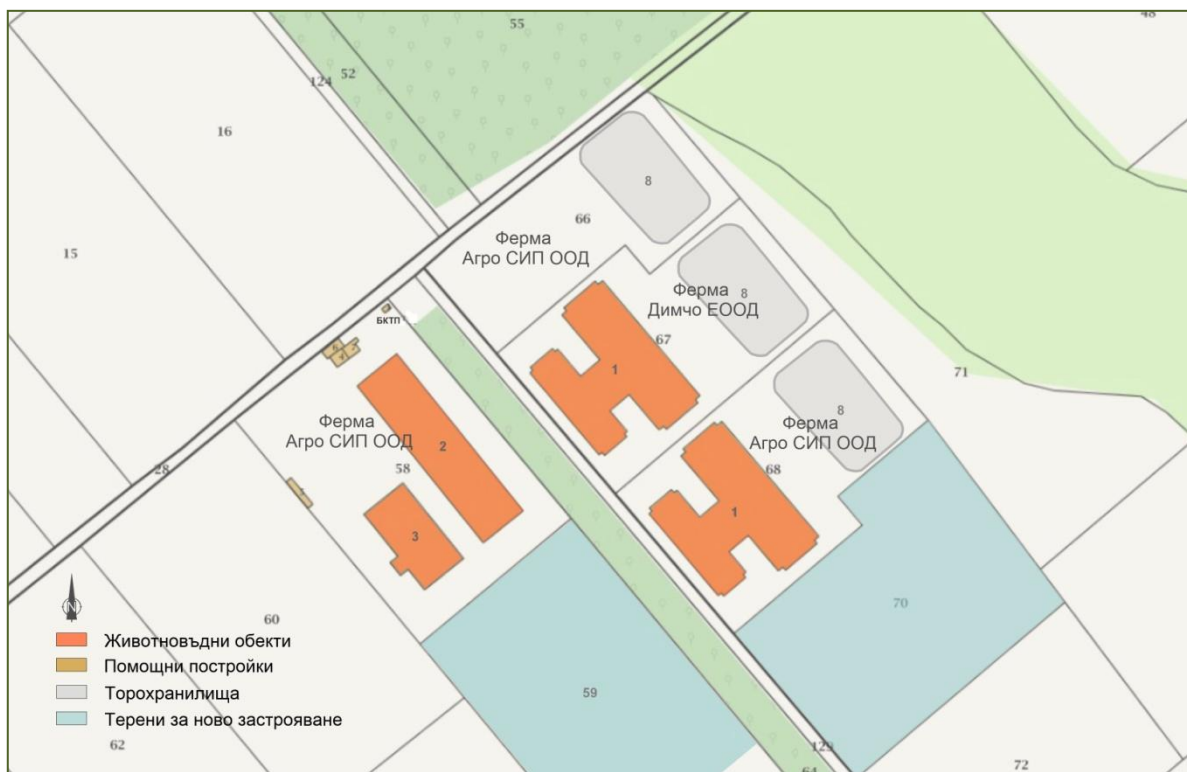 55
48
52
124
16
8
66
Ферма
Агро СИП ООД
15
8
Ферма
Димчо ЕООД
БКТП
67
1
71
8
Ферма
Агро СИП ООД
Ферма
Агро СИП ООД
2
58
68
28
1
3
N
70
60
Животновъдни обекти
Помощни постройки
Торохранилища
Терени за ново застрояване
59
62
129
64
72